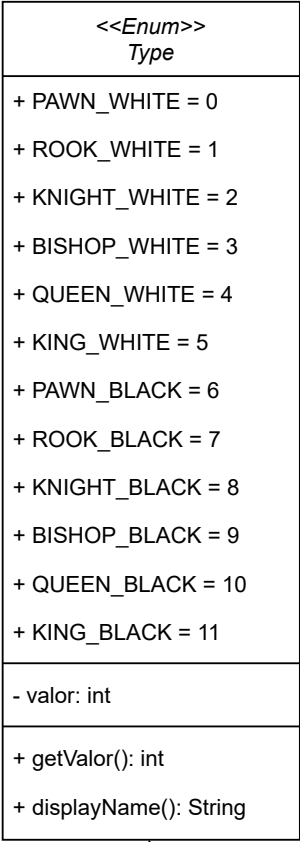 <<Enum>>
Type
+ PAWN_WHITE = 0
+ ROOK_WHITE = 1
+ KNIGHT_WHITE = 2
+ BISHOP_WHITE = 3
+ QUEEN_WHITE = 4
+ KING_WHITE = 5
+ PAWN_BLACK = 6
+ ROOK_BLACK = 7
+ KNIGHT_BLACK = 8
+ BISHOP_BLACK = 9
+ QUEEN_BLACK = 10
+ KING_BLACK = 11
- valor: int
+ getValor(): int
+ displayName(): String